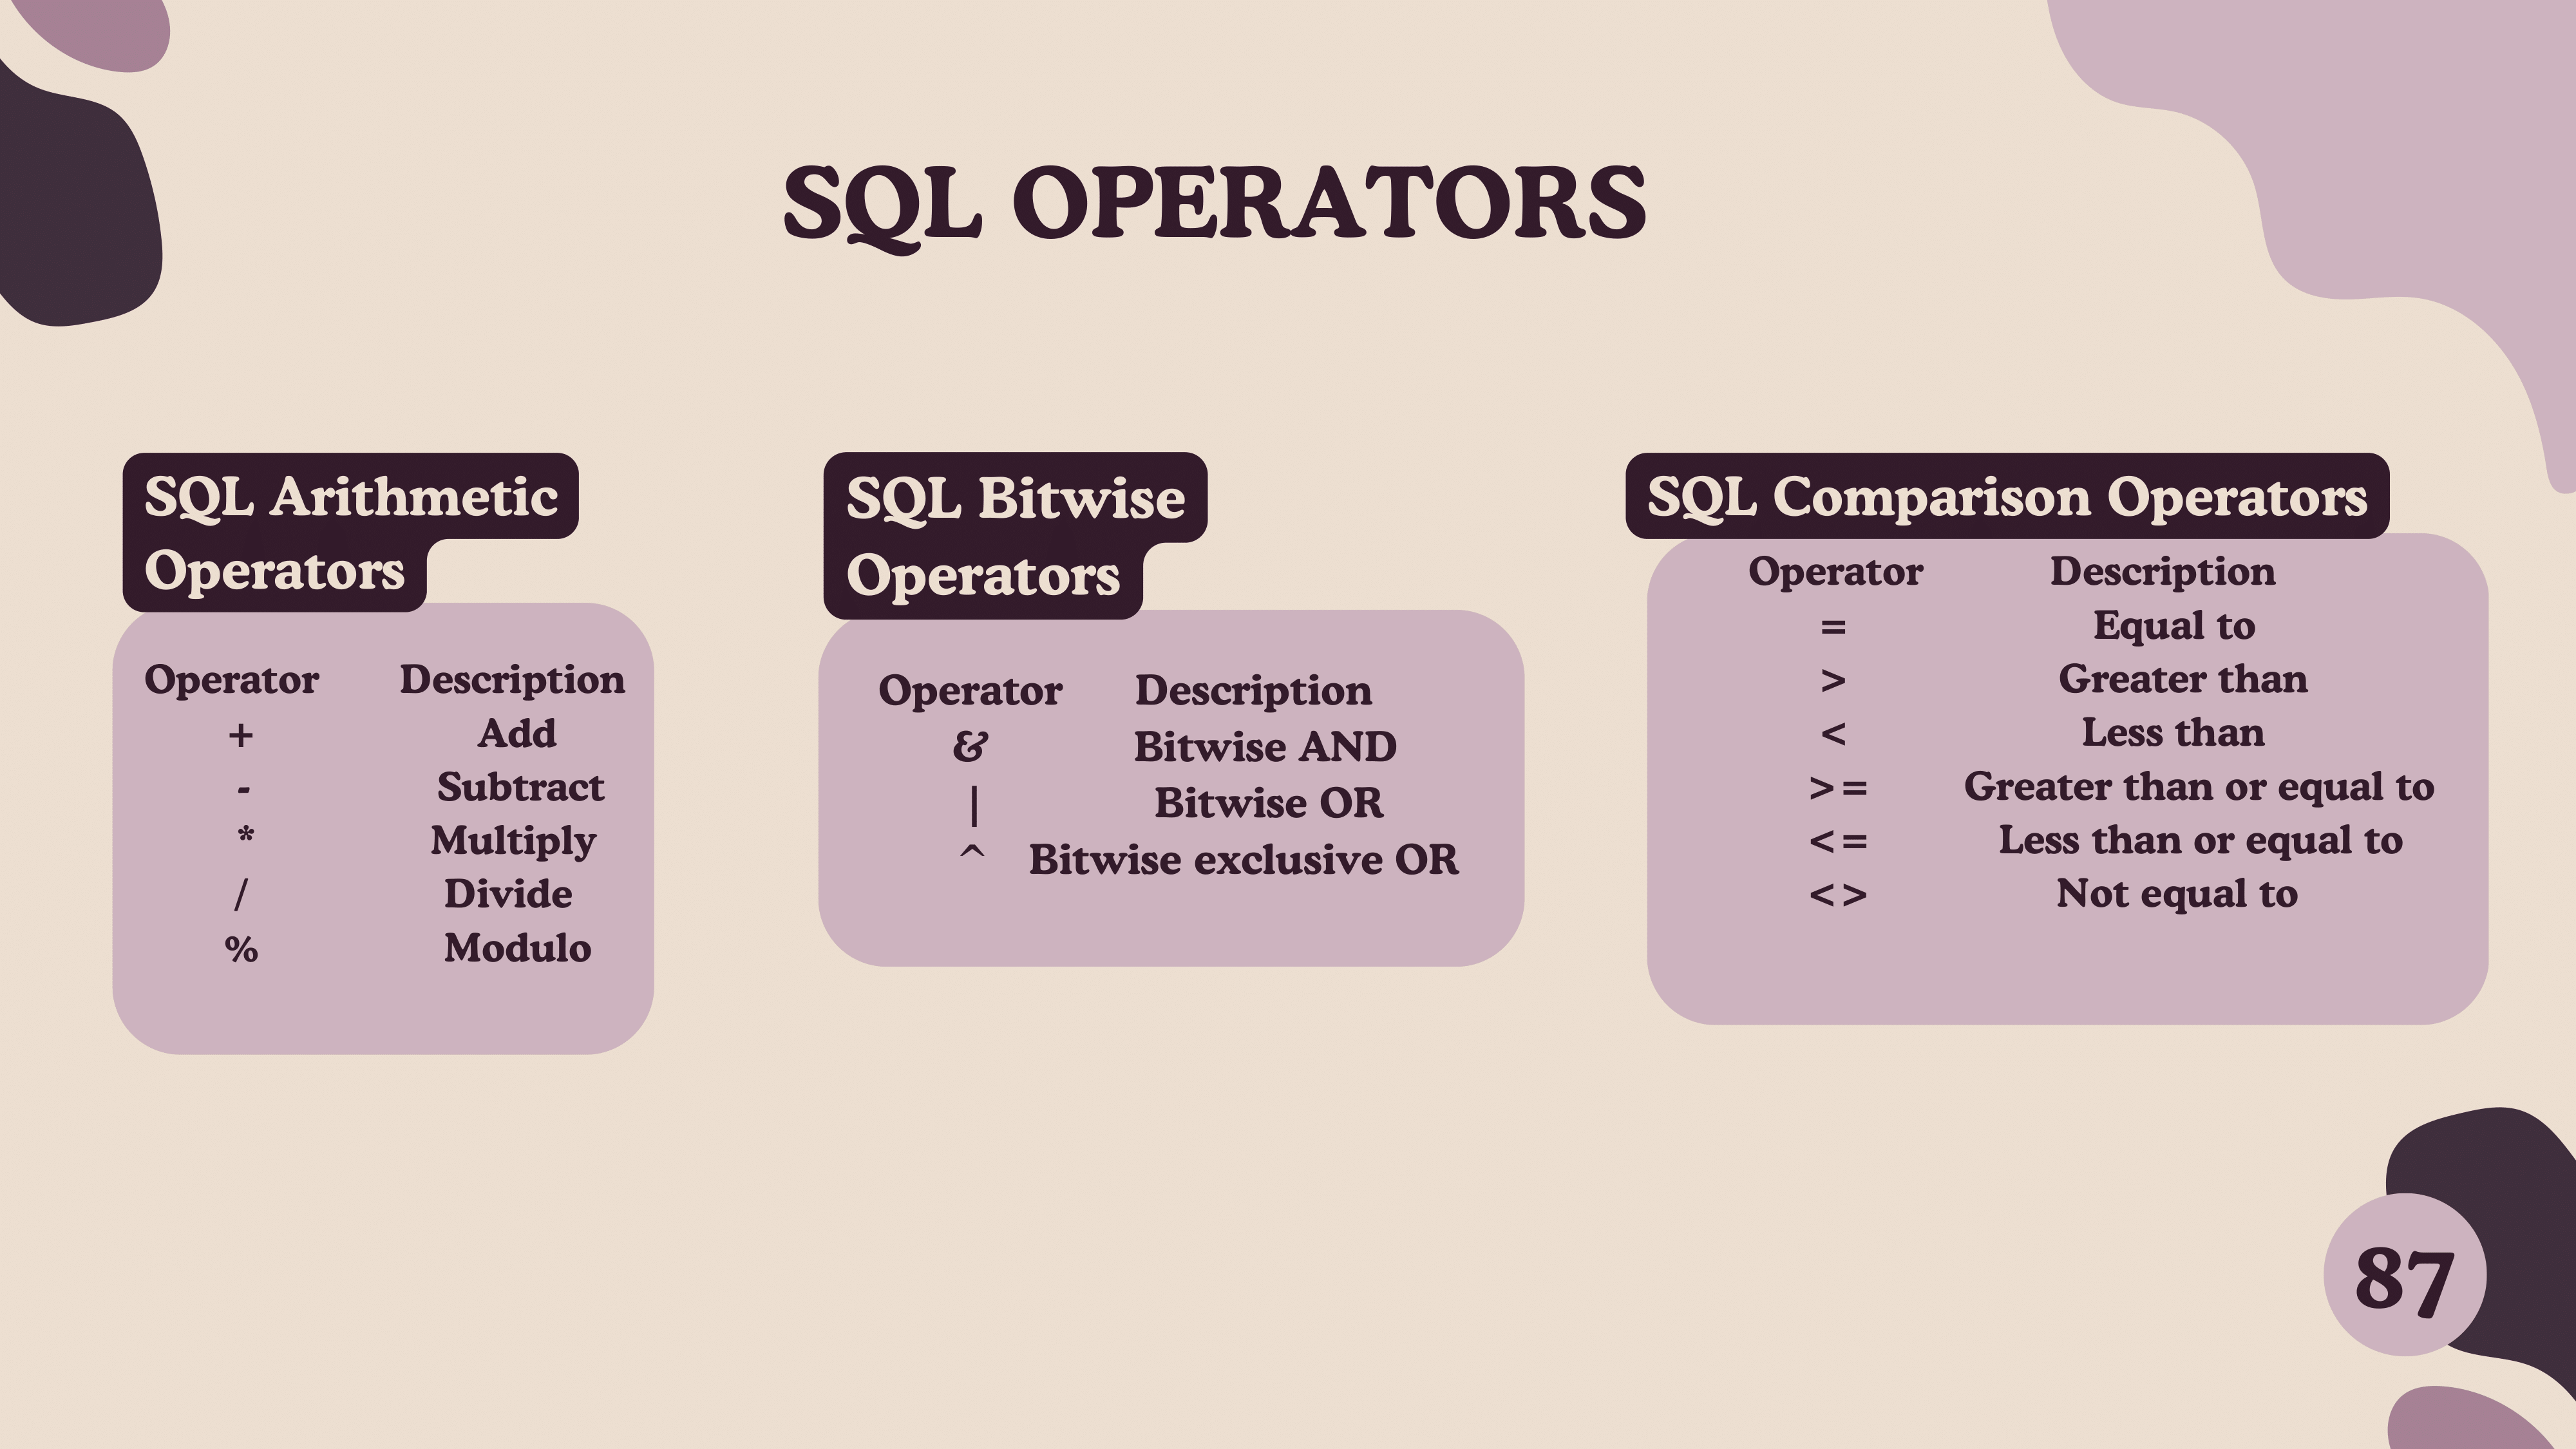 SQL OPERATORS
SQL Arithmetic
Operators
Operator Description
+ Add
- Subtract
* Multiply
/ Divide
% Modulo
SQL Bitwise
Operators
Operator Description
& Bitwise AND
| Bitwise OR
^ Bitwise exclusive OR
SQL Comparison Operators
Operator Description
= Equal to
> Greater than
< Less than
>= Greater than or equal to
<= Less than or equal to
<> Not equal to
87